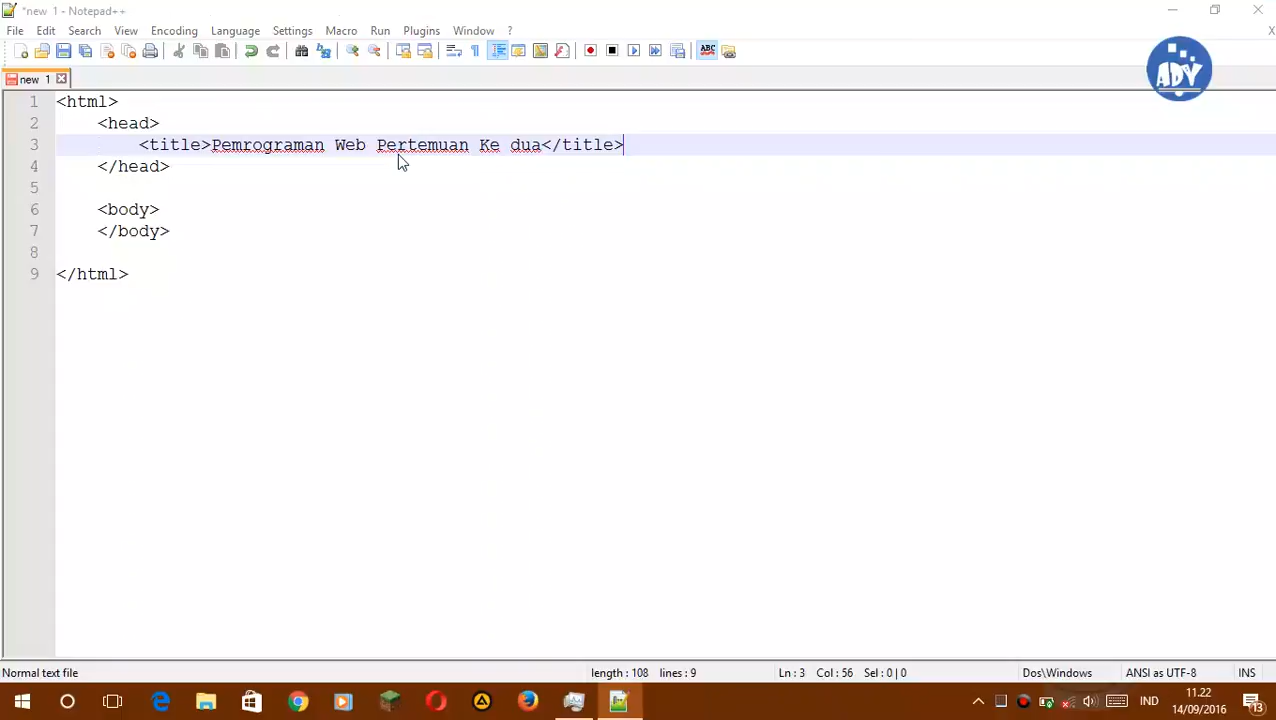 *new 1 - Notepad++
File Edit Search View Encoding Language Settings Macro Run Plugins Window ? X
ABC
new 1
ADY
1 <html>
2 <head>
3 <title>Pemrograman Web Pertemuan Ke dua</title>
4 </head>
5
6 <body>
7 </body>
8
9 </html>
Normal text file length : 108 lines : 9 Ln : 3 Col : 56 Sel : 0 | 0 Dos\Windows ANSI as UTF-8 INS
IND 11.22
14/09/2016 13